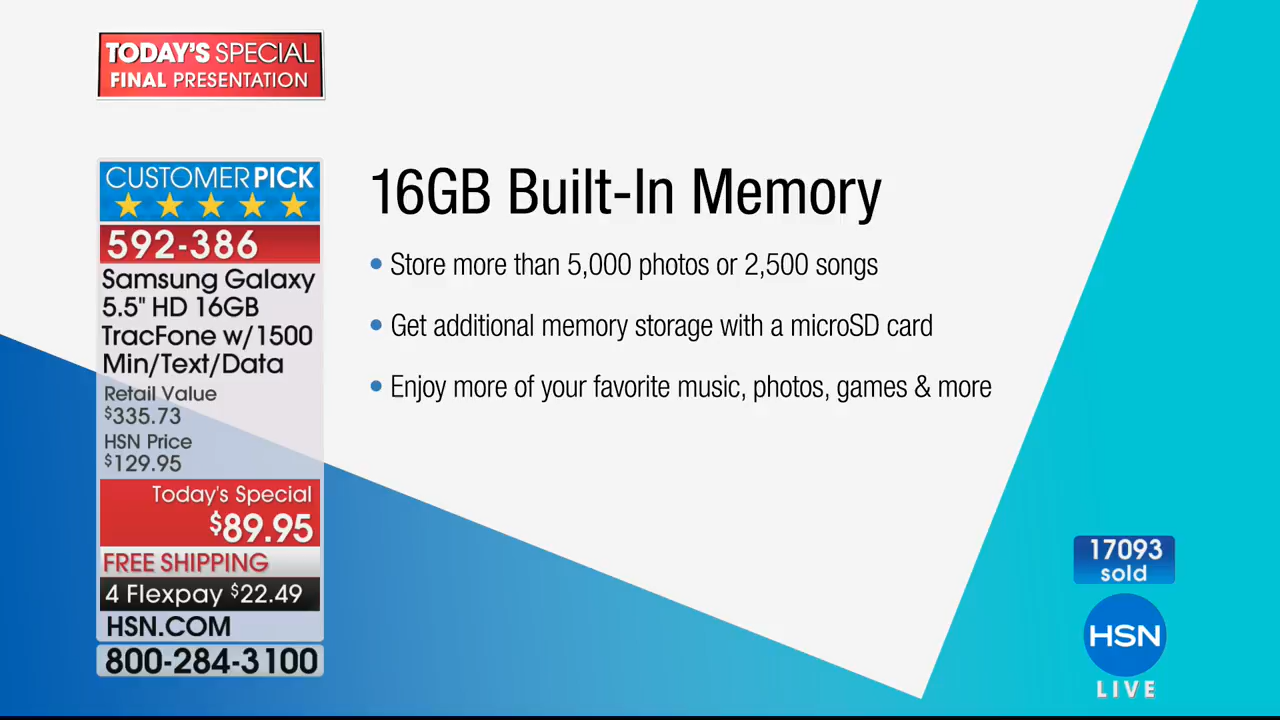 TODAY'S SPECIAL
FINAL PRESENTATION
CUSTOMER PICK
592-386
Samsung Galaxy
5.5" HD 16GB
TracFone w/1500
Min/Text/Data
Retail Value
$335.73
HSN Price
$129.95
Today's Special
$89.95
FREE SHIPPING
4 Flexpay $22.49
HSN.COM
800-284-3100
16GB Built-In Memory
• Store more than 5,000 photos or 2,500 songs
• Get additional memory storage with a microSD card
• Enjoy more of your favorite music, photos, games & more
17093
sold
HSN
LIVE